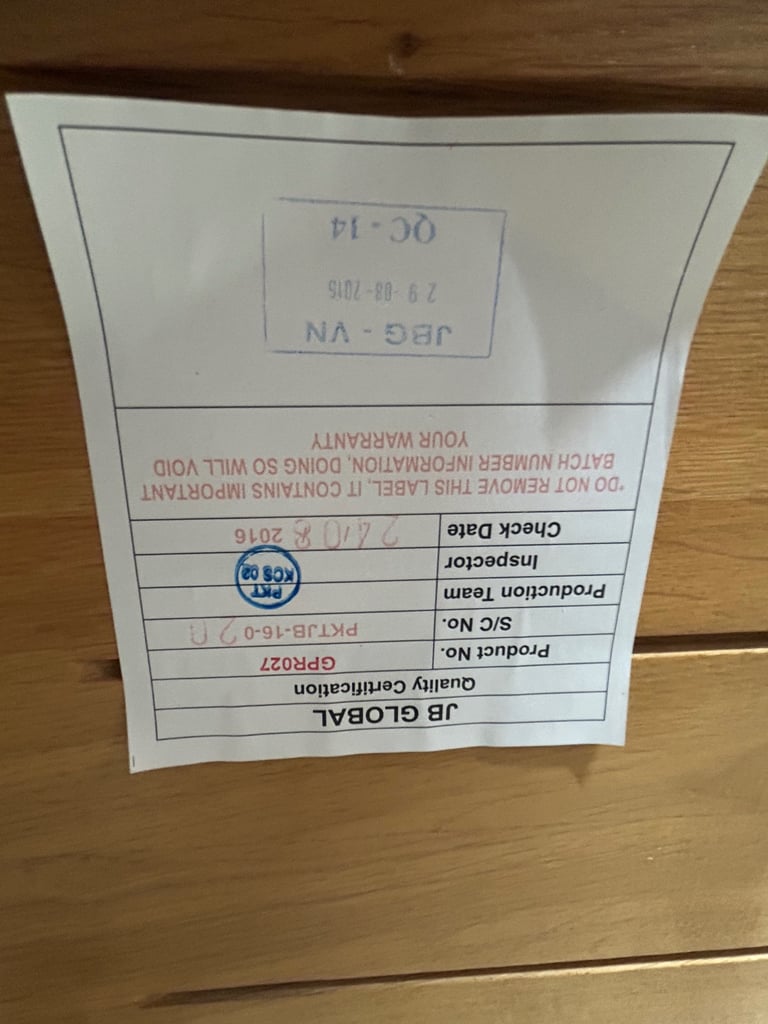 JB GLOBAL
Quality Certification
Product No. GPR027
S/C No. PKTJB-16-0
Production Team
Inspector
PKT
KCS 02
Check Date 24/08 2016
*DO NOT REMOVE THIS LABEL, IT CONTAINS IMPORTANT
BATCH NUMBER INFORMATION, DOING SO WILL VOID
YOUR WARRANTY
JBG - VN
29-08-2016
QC - 14